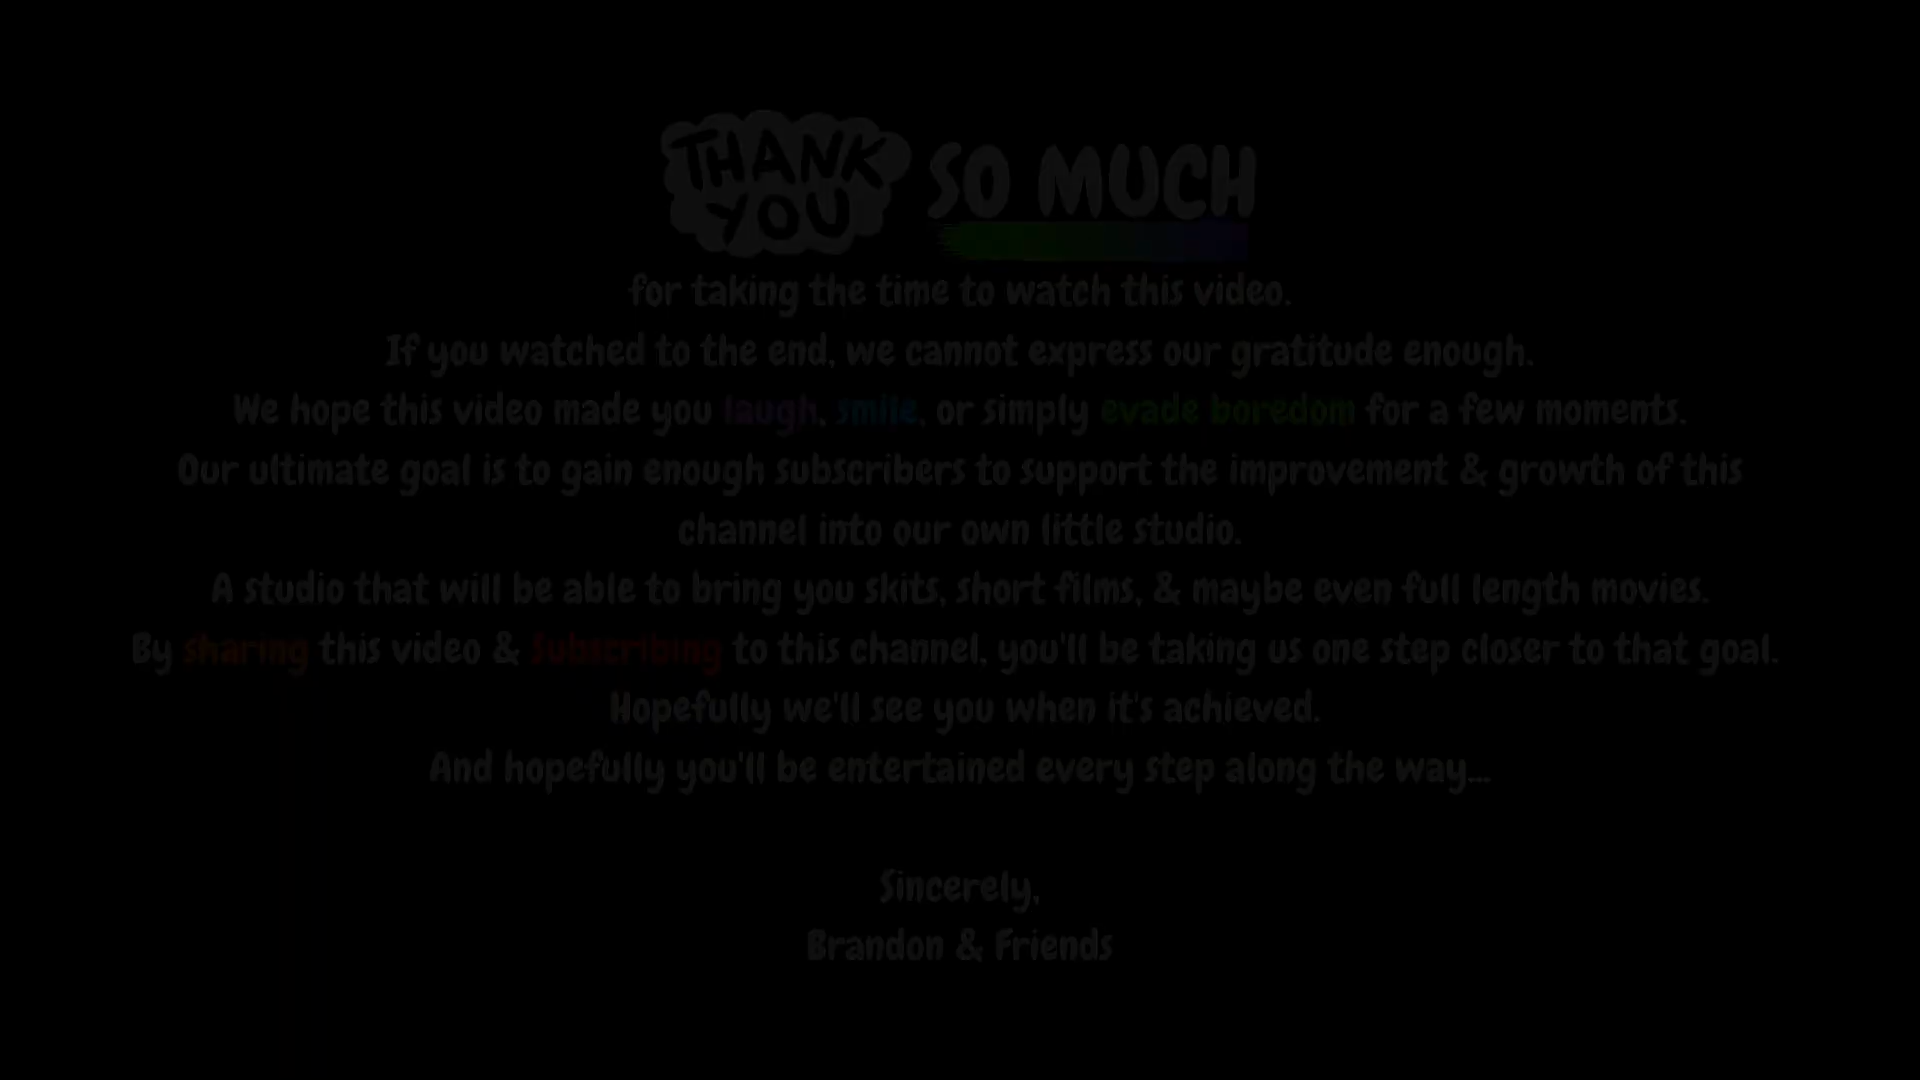 THANK YOU SO MUCH
for taking the time to watch this video.
If you watched to the end, we cannot express our gratitude enough.
We hope this video made you laugh, smile, or simply evade boredom for a few moments.
Our ultimate goal is to gain enough subscribers to support the improvement & growth of this
channel into our own little studio.
A studio that will be able to bring you skits, short films, & maybe even full length movies.
By sharing this video & Subscribing to this channel, you'll be taking us one step closer to that goal.
Hopefully we'll see you when it's achieved.
And hopefully you'll be entertained every step along the way...
Sincerely,
Brandon & Friends